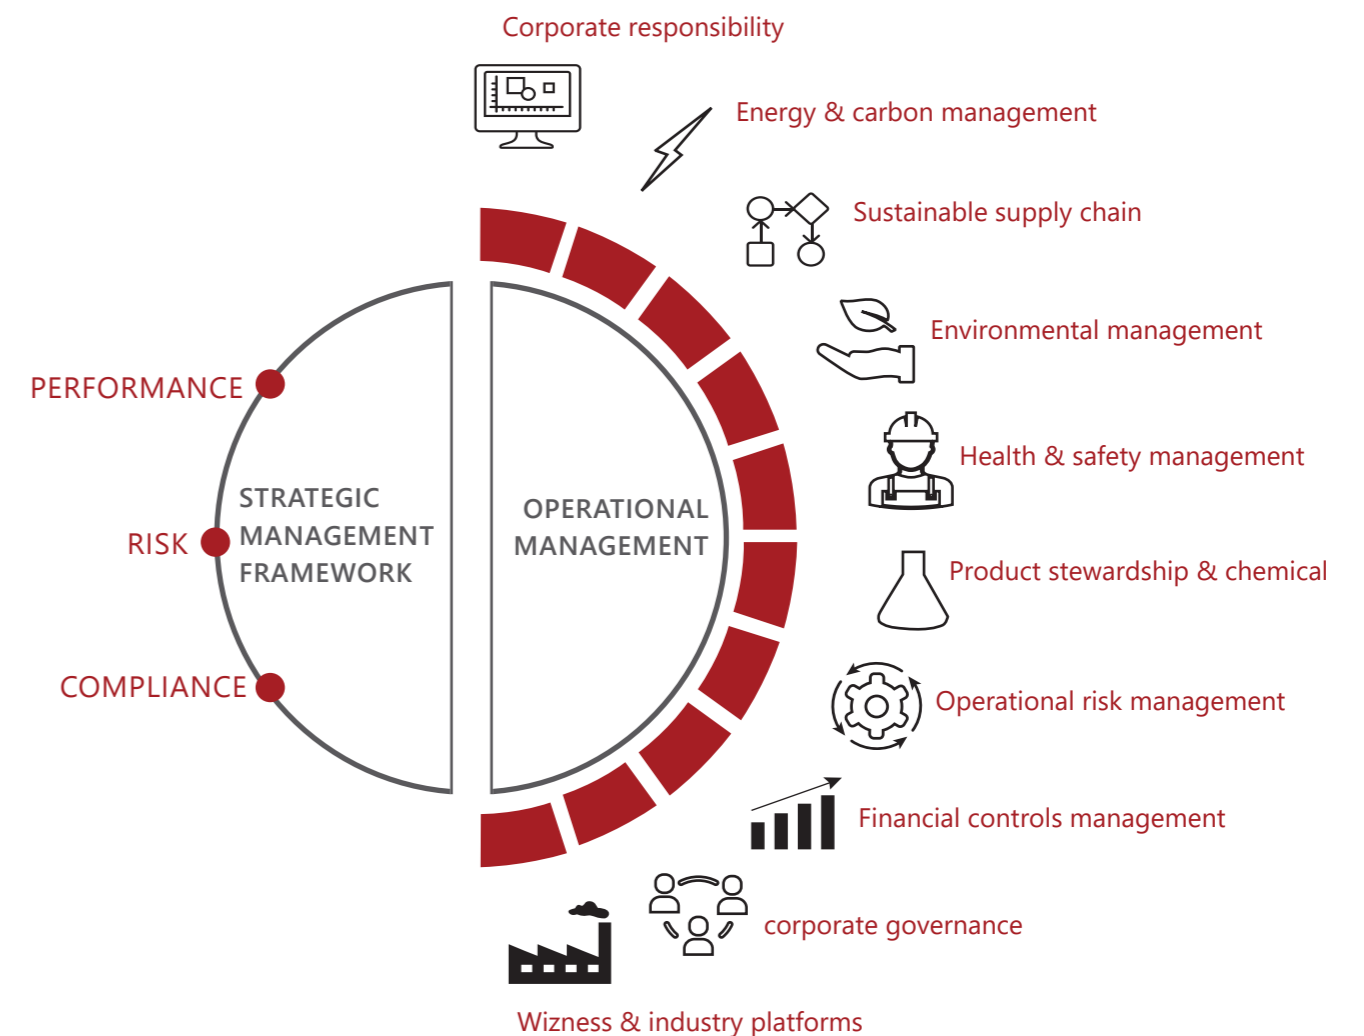 Corporate responsibility
Energy & carbon management
Sustainable supply chain
Environmental management
PERFORMANCE
Health & safety management
STRATEGIC
MANAGEMENT
FRAMEWORK
OPERATIONAL
MANAGEMENT
RISK
Product stewardship & chemical
COMPLIANCE
Operational risk management
Financial controls management
corporate governance
Wizness & industry platforms